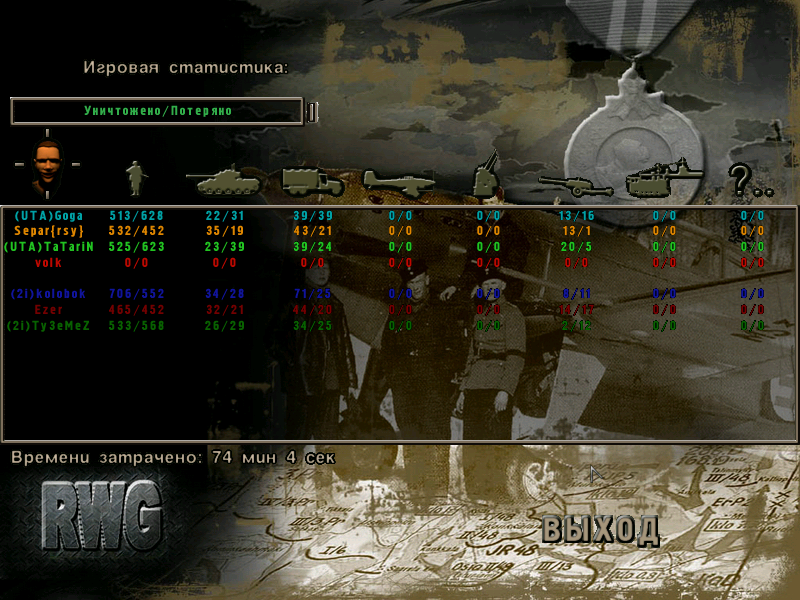 Игровая статистика:
Уничтожено/Потеряно
?..
(UTA)Goga 513/628 22/31 39/39 0/0 0/0 13/16 0/0 0/0
Separ{rsy} 532/452 35/19 43/21 0/0 0/0 13/1 0/0 0/0
(UTA)TaTariN 525/623 23/39 39/24 0/0 0/0 20/5 0/0 0/0
volk 0/0 0/0 0/0 0/0 0/0 0/0 0/0 0/0
(2i)kolobok 706/552 34/28 71/25 0/0 0/0 0/0 0/0
Ezer 465/452 32/21 44/20 0/0 0/0 0/0 0/0
(2i)Ty3eMeZ 533/568 26/29 34/25 0/0 0/0 2/12 0/0 0/0
Времени затрачено: 74 мин 4 сек
RWG
ВЫХОД
III/48
I/6
JR48
III/13